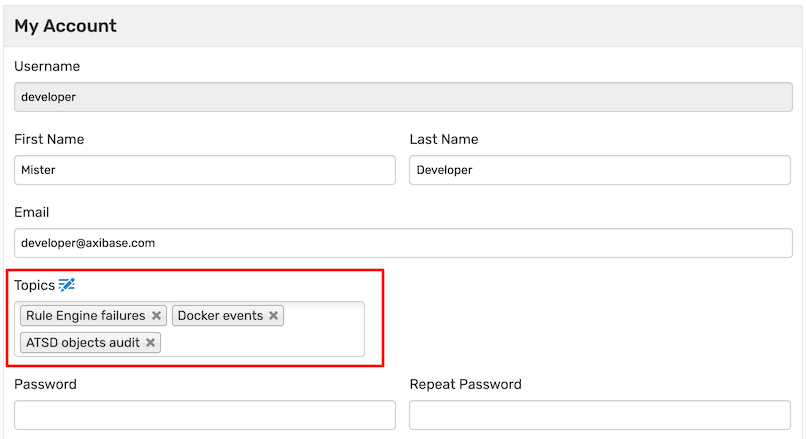 My Account
Username
developer
First Name Last Name
Mister Developer
Email
developer@axibase.com
Topics
Rule Engine failures × Docker events ×
ATSD objects audit ×
Password Repeat Password